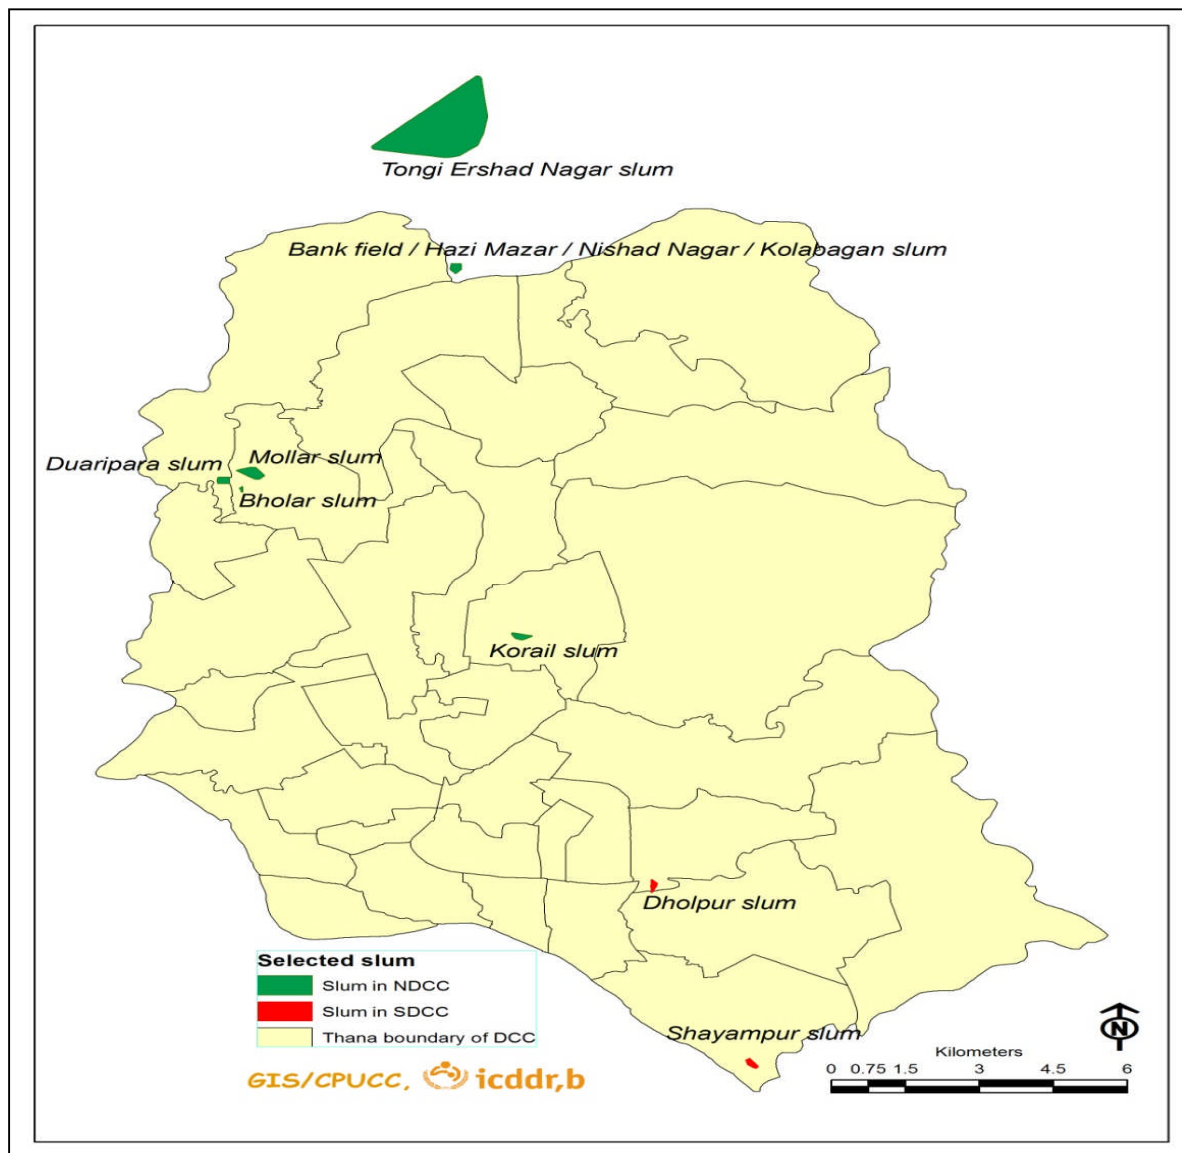 Tongi Ershad Nagar slum
Bank field / Hazi Mazar / Nishad Nagar / Kolabagan slum
Mollar slum
Duaripara slum
Bholar slum
Korail slum
Dholpur slum
Selected slum
Slum in NDCC
Slum in SDCC
Thana boundary of DCC
Shayampur slum
N
Kilometers
0 0.75 1.5 3 4.5 6
GIS/CPUCC, icddr,b